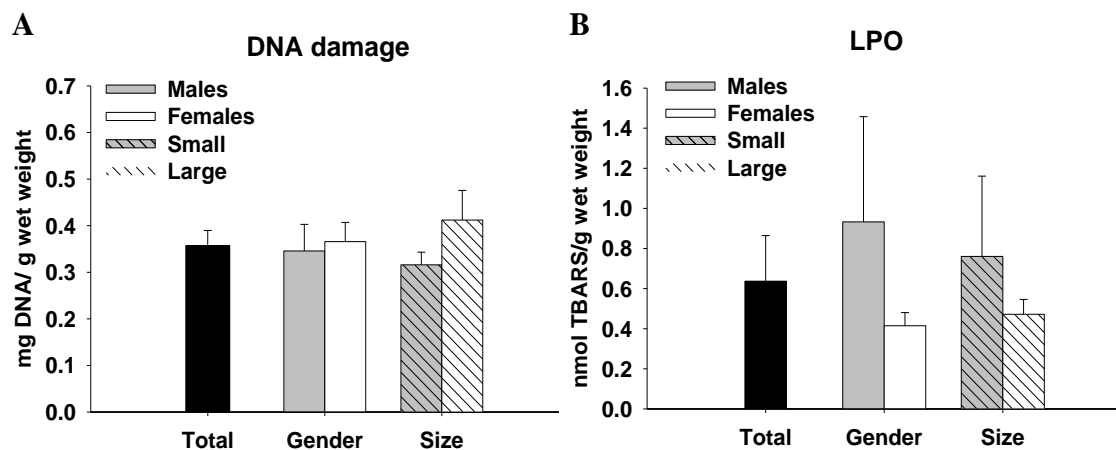 A
DNA damage
mg DNA/ g wet weight
0.7
0.6
0.5
0.4
0.3
0.2
0.1
0.0
Males
Females
Small
Large
Total Gender Size
B
LPO
nmol TBARS/g wet weight
1.6
1.4
1.2
1.0
0.8
0.6
0.4
0.2
0.0
Males
Females
Small
Large
Total Gender Size